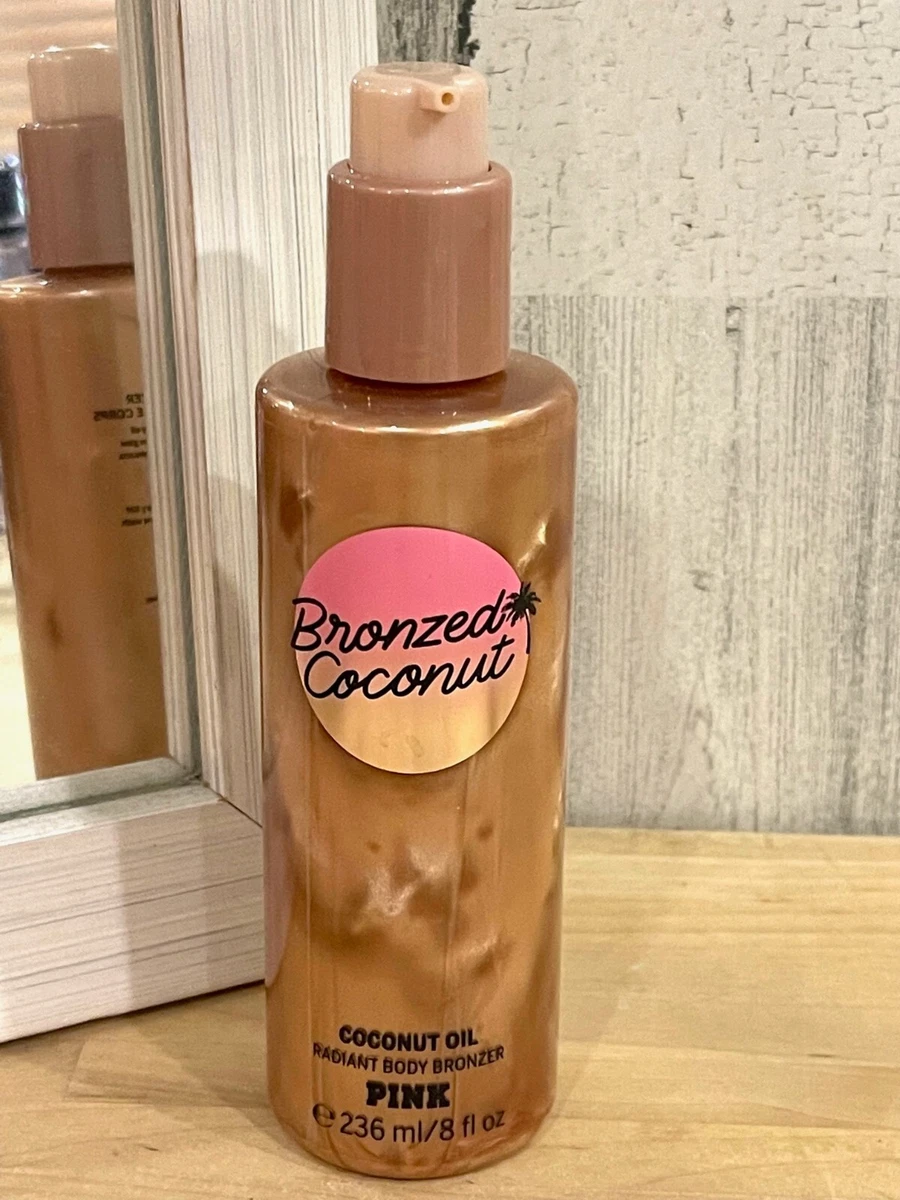 Bronzed
Coconut
COCONUT OIL
RADIANT BODY BRONZER
PINK
℮ 236 ml/8 fl oz